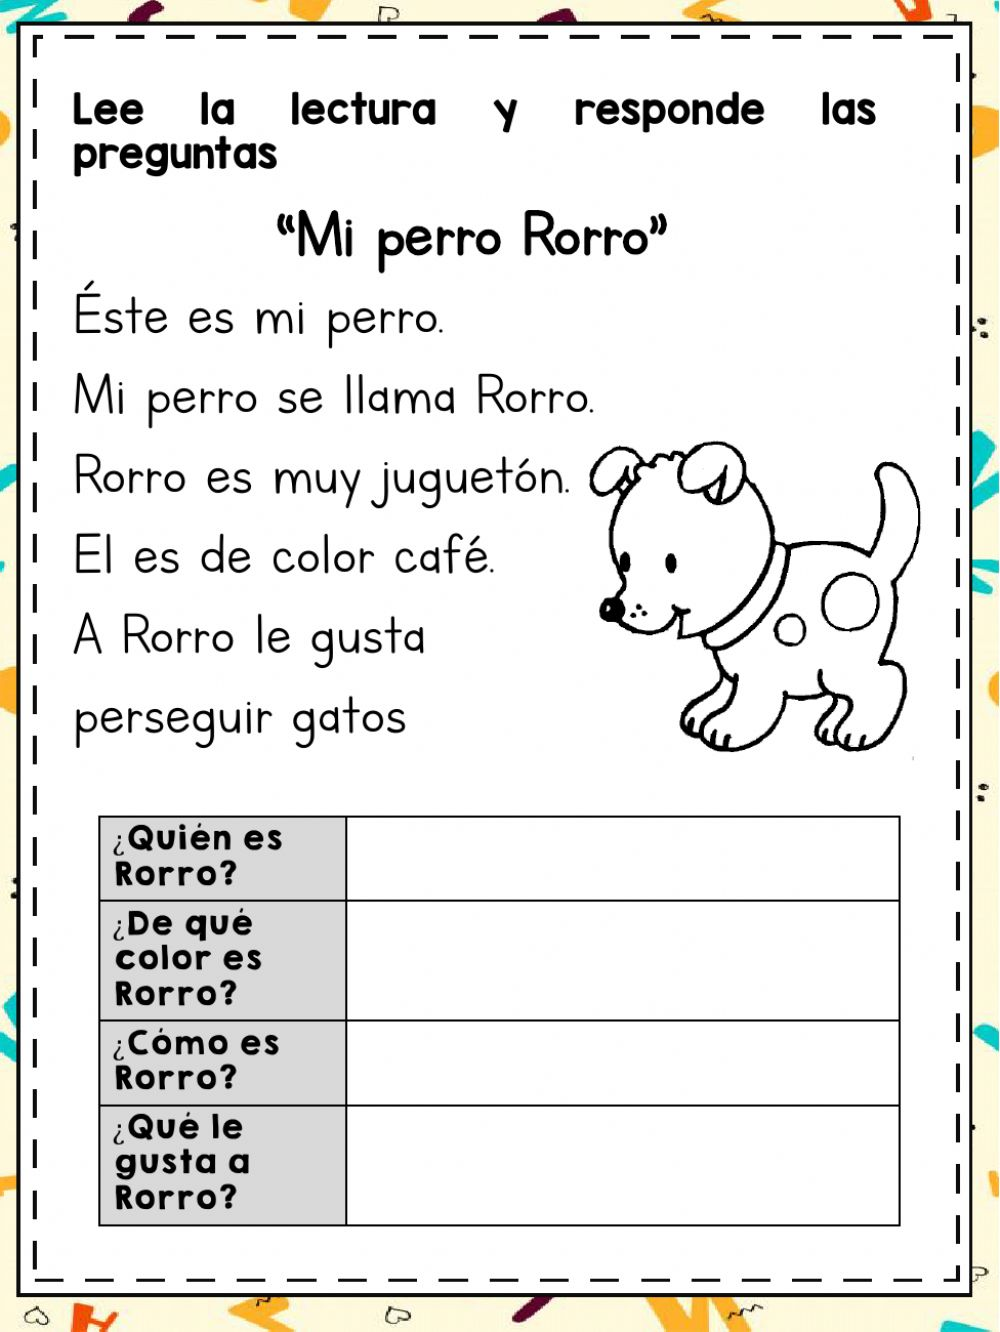 Lee la lectura y responde las
preguntas
“Mi perro Rorro”
Éste es mi perro.
Mi perro se llama Rorro.
Rorro es muy juguetón.
El es de color café.
A Rorro le gusta
perseguir gatos
¿Quién es
Rorro?
¿De qué
color es
Rorro?
¿Cómo es
Rorro?
¿Qué le
gusta a
Rorro?